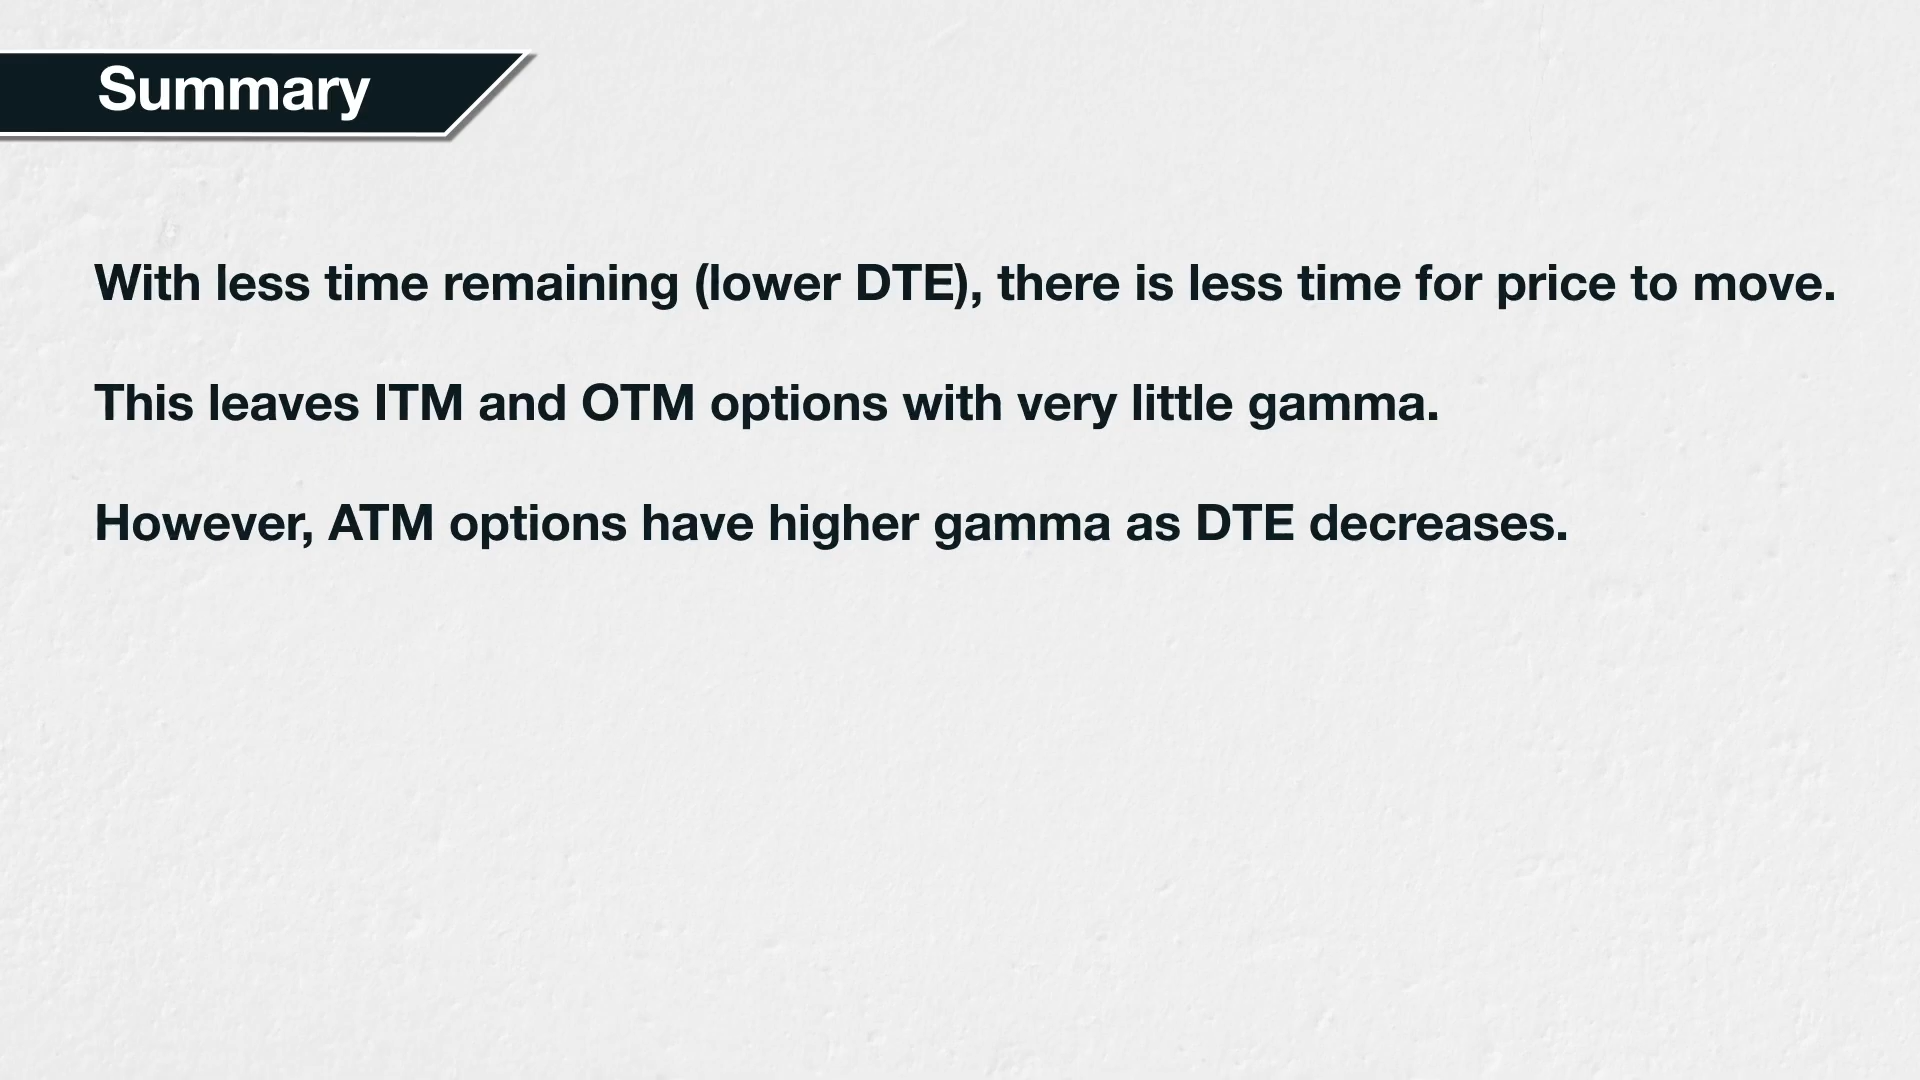 Summary
With less time remaining (lower DTE), there is less time for price to move.
This leaves ITM and OTM options with very little gamma.
However, ATM options have higher gamma as DTE decreases.